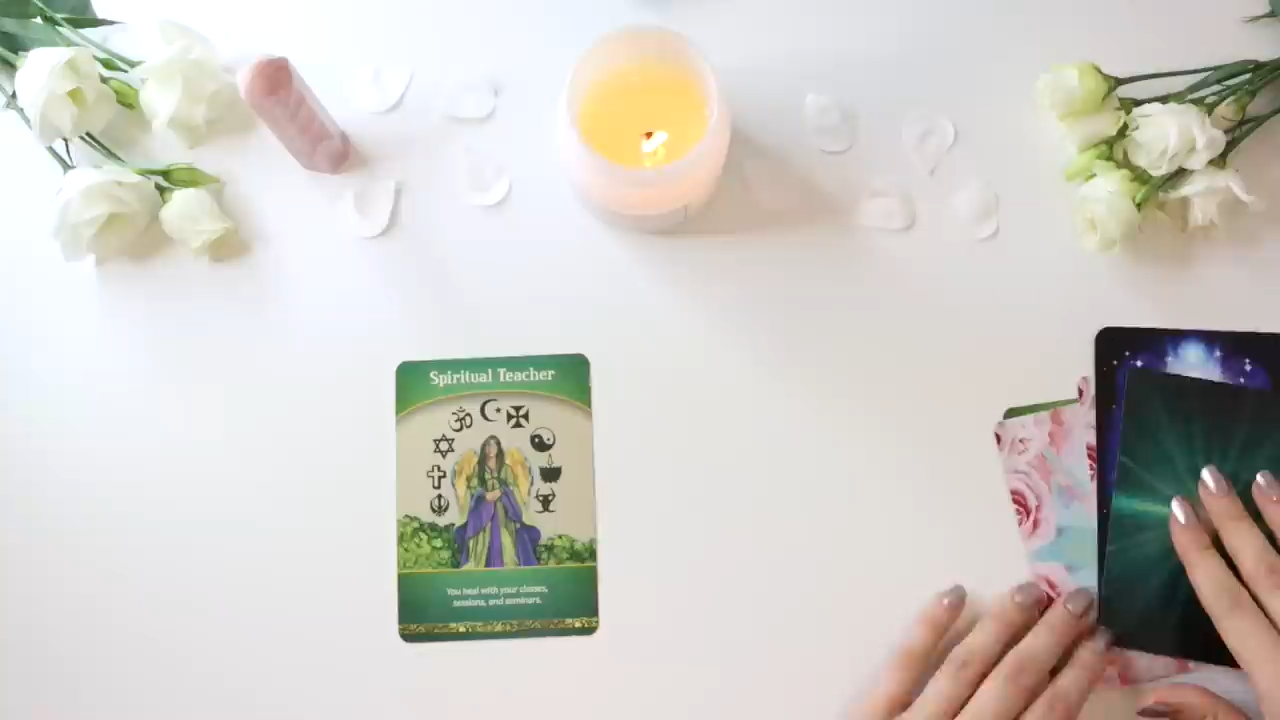 Spiritual Teacher
You heal with your classes,
sessions, and seminars.